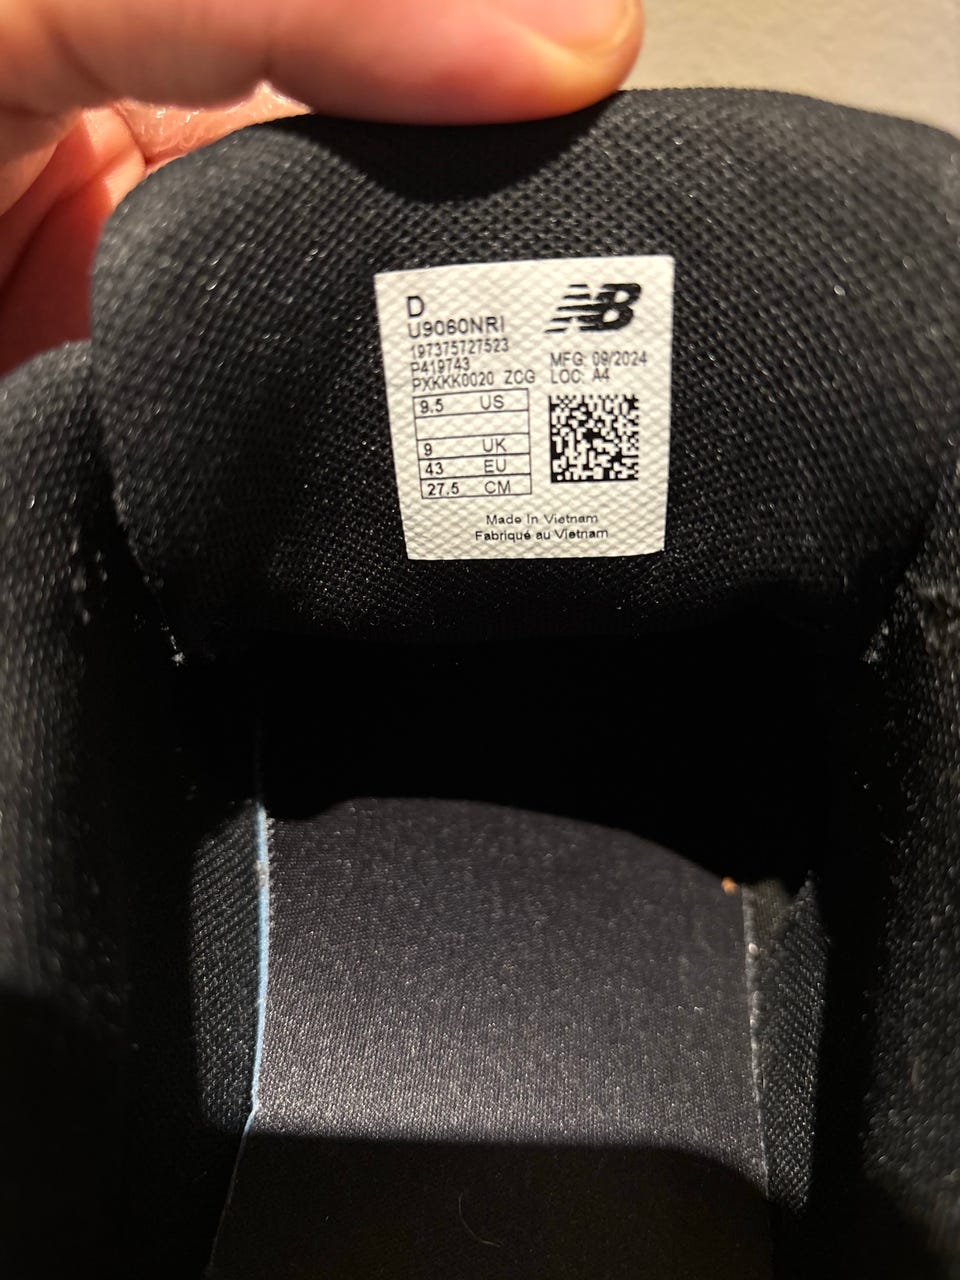 D
NB
U9060NRI
197375727523
P419743
PXKKK0020 ZCG
MFG: 09/2024
LOC: A4
9.5 US
9 UK
43 EU
27.5 CM
Made In Vietnam
Fabriqué au Vietnam